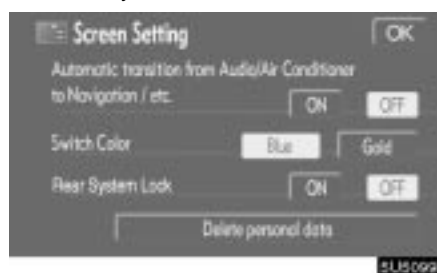 Screen Setting OK
Automatic transition from Audio/Air Conditioner
to Navigation / etc. ON OFF
Switch Color Blue Gold
Rear System Lock ON OFF
Delete personal data
5U5099